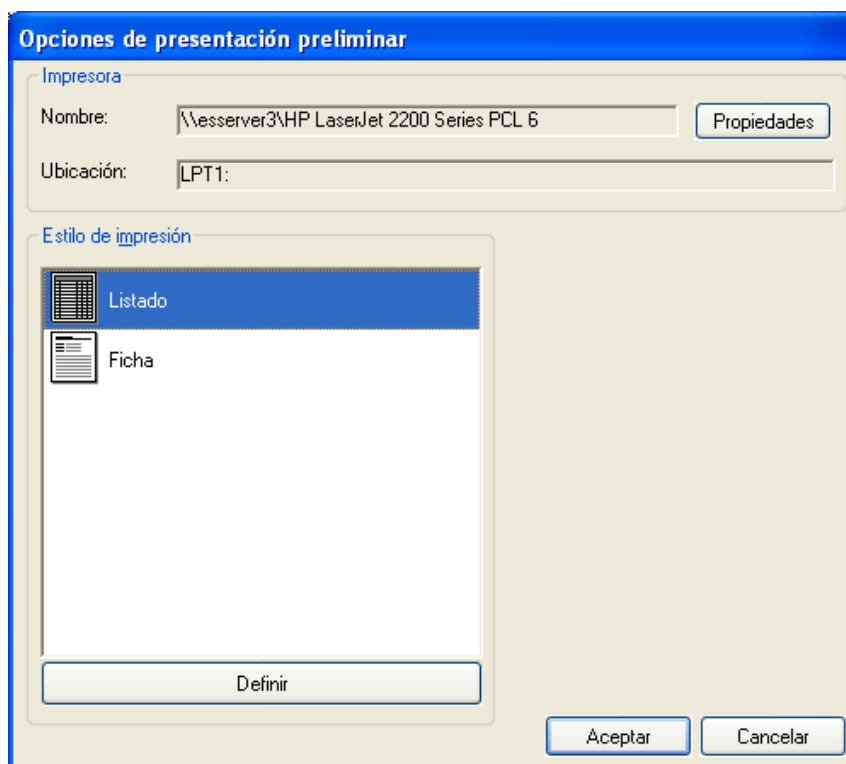 Opciones de presentación preliminar
Impresora
Nombre: \\esserver3\HP LaserJet 2200 Series PCL 6 Propiedades
Ubicación: LPT1:
Estilo de impresión
Listado
Ficha
Definir
Aceptar Cancelar